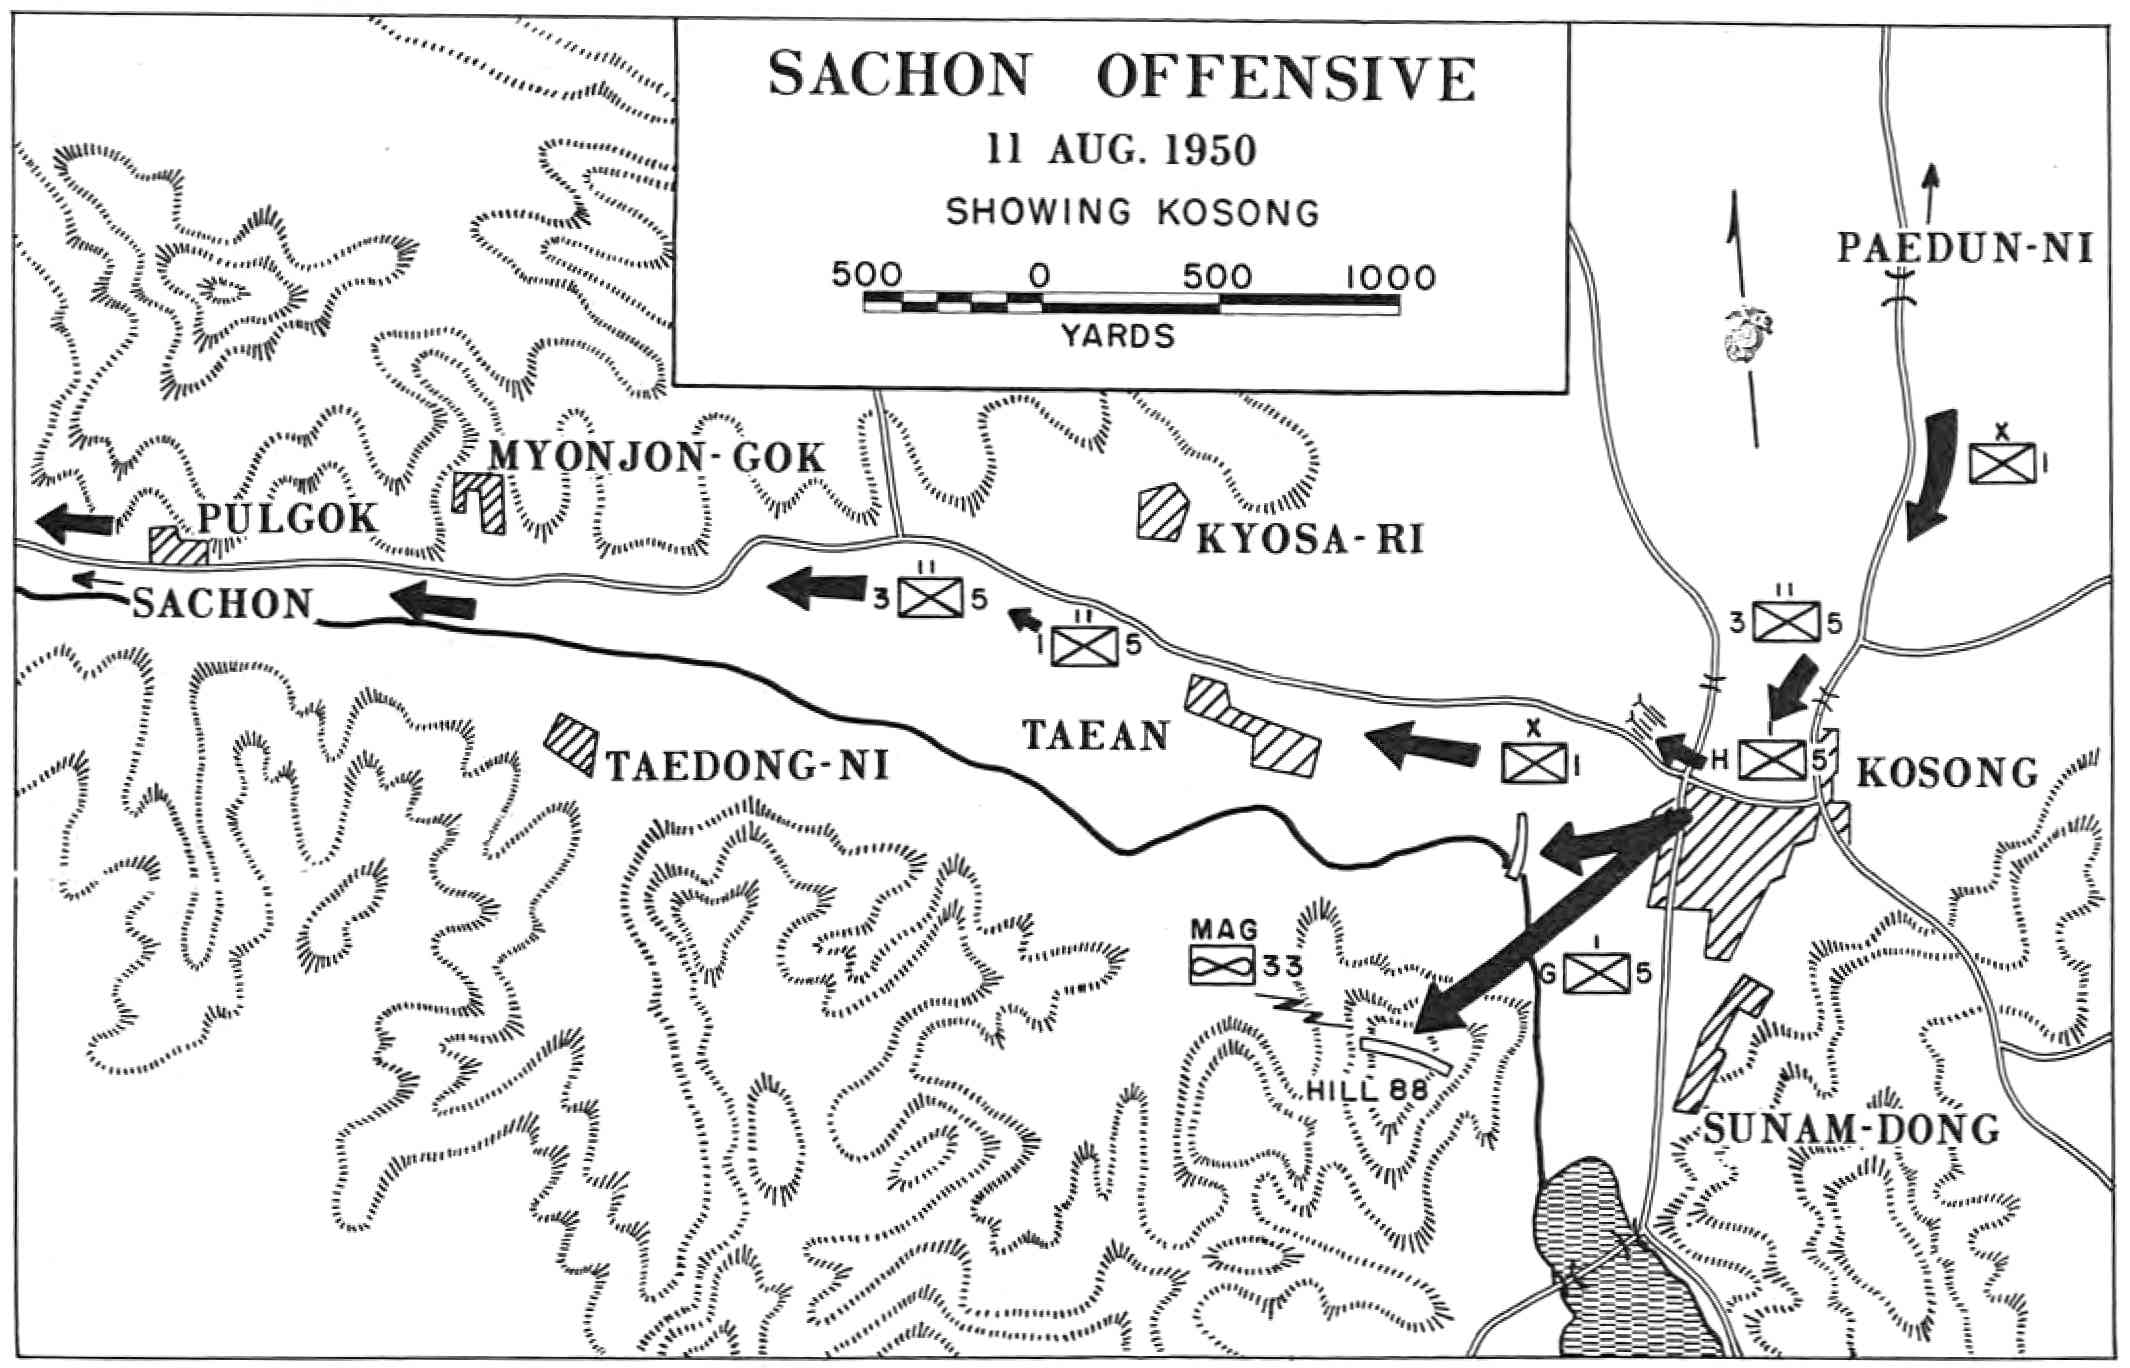 SACHON OFFENSIVE
11 AUG. 1950
SHOWING KOSONG
500 0 500 1000
YARDS
PAEDUN-NI
X
1
MYONJON-GOK
PULGOK
KYOSA-RI
SACHON
II
3 5
II
1 5
II
3 5
TAEAN
TAEDONG-NI
X
1
I
H 5
KOSONG
MAG
33
I
G 5
HILL 88
SUNAM-DONG